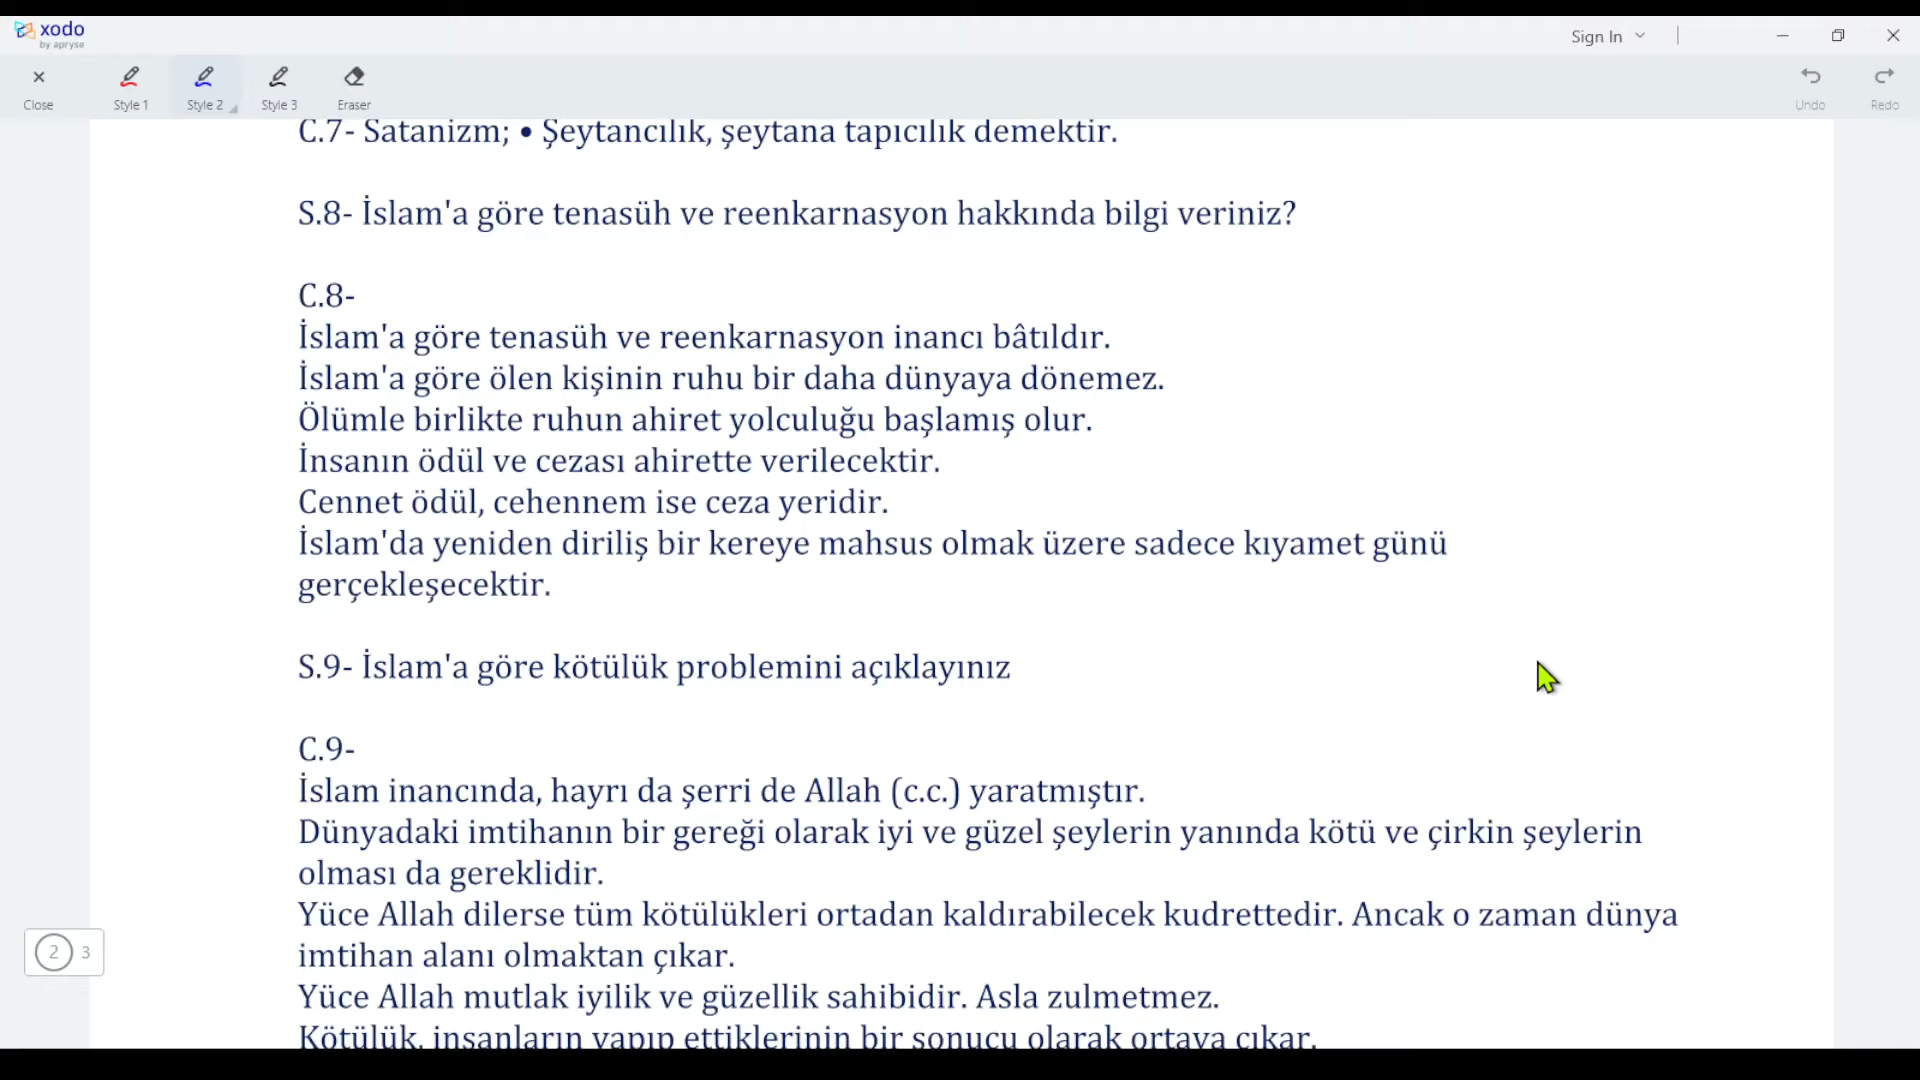 xodo
by apryse
Sign In
Close
Style 1
Style 2
Style 3
Eraser
Undo
Redo
C.7- Satanizm; • Şeytancılık, şeytana tapıcılık demektir.
S.8- İslam'a göre tenasüh ve reenkarnasyon hakkında bilgi veriniz?
C.8-
İslam'a göre tenasüh ve reenkarnasyon inancı bâtıldır.
İslam'a göre ölen kişinin ruhu bir daha dünyaya dönemez.
Ölümle birlikte ruhun ahiret yolculuğu başlamış olur.
İnsanın ödül ve cezası ahirette verilecektir.
Cennet ödül, cehennem ise ceza yeridir.
İslam'da yeniden diriliş bir kereye mahsus olmak üzere sadece kıyamet günü
gerçekleşecektir.
S.9- İslam'a göre kötülük problemini açıklayınız
C.9-
İslam inancında, hayrı da şerri de Allah (c.c.) yaratmıştır.
Dünyadaki imtihanın bir gereği olarak iyi ve güzel şeylerin yanında kötü ve çirkin şeylerin
olması da gereklidir.
Yüce Allah dilerse tüm kötülükleri ortadan kaldırabilecek kudrettedir. Ancak o zaman dünya
imtihan alanı olmaktan çıkar.
Yüce Allah mutlak iyilik ve güzellik sahibidir. Asla zulmetmez.
Kötülük, insanların yapıp ettiklerinin bir sonucu olarak ortaya çıkar.
2 3